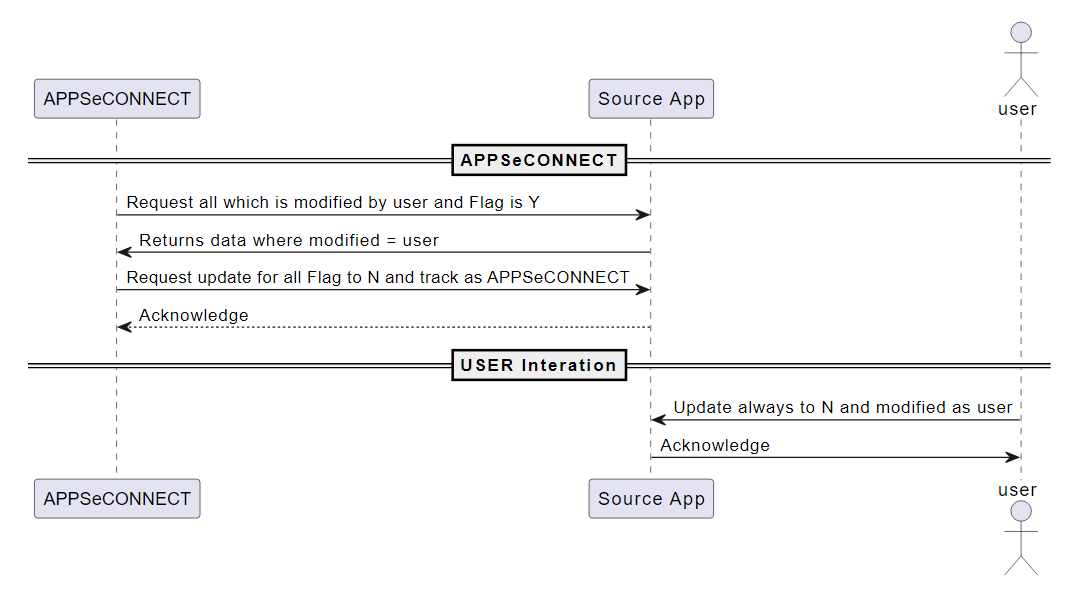 user
APPSeCONNECT
Source App
APPSeCONNECT
Request all which is modified by user and Flag is Y
Returns data where modified = user
Request update for all Flag to N and track as APPSeCONNECT
Acknowledge
USER Interation
Update always to N and modified as user
Acknowledge
APPSeCONNECT
Source App
user